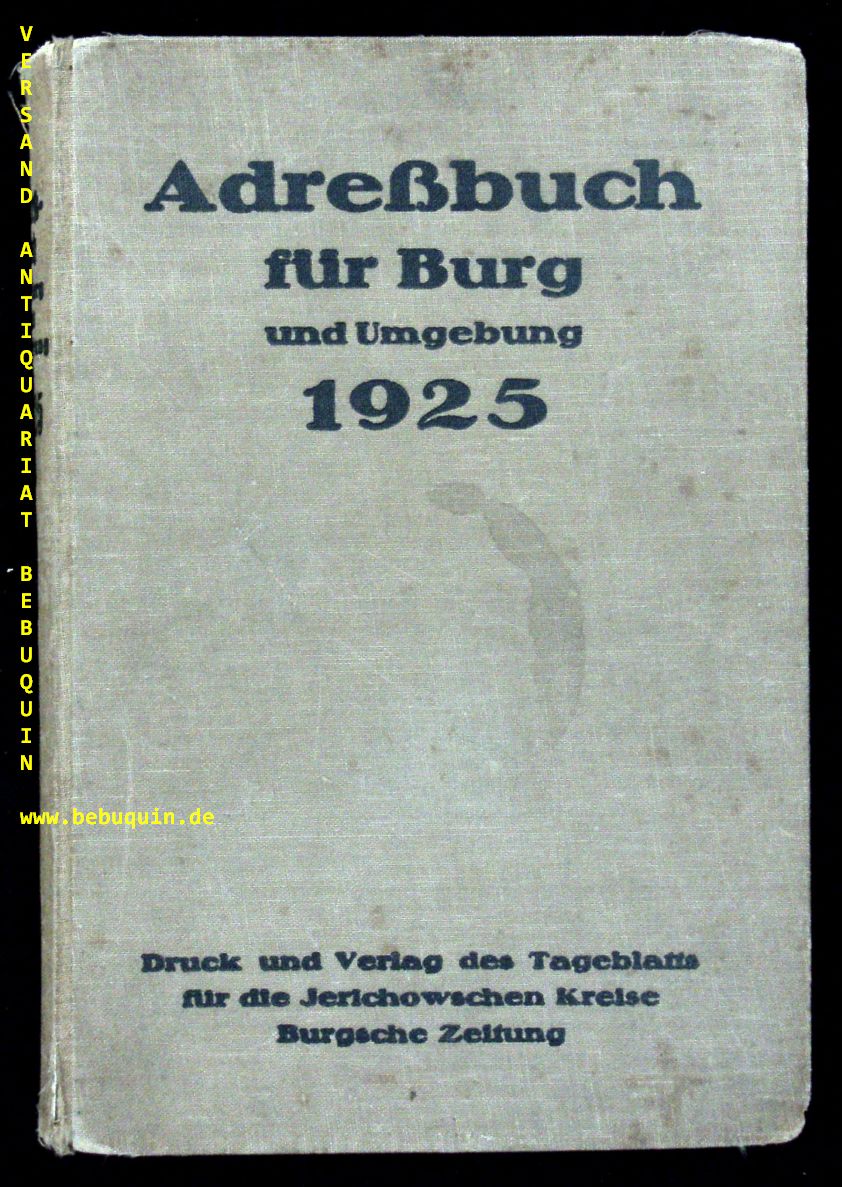 Adreßbuch
für Burg
und Umgebung
1925
Druck und Verlag des Tageblatts
für die Jerichowschen Kreise
Burgsche Zeitung
VERSAND ANTIQUARIAT BEBUQUIN
www.bebuquin.de